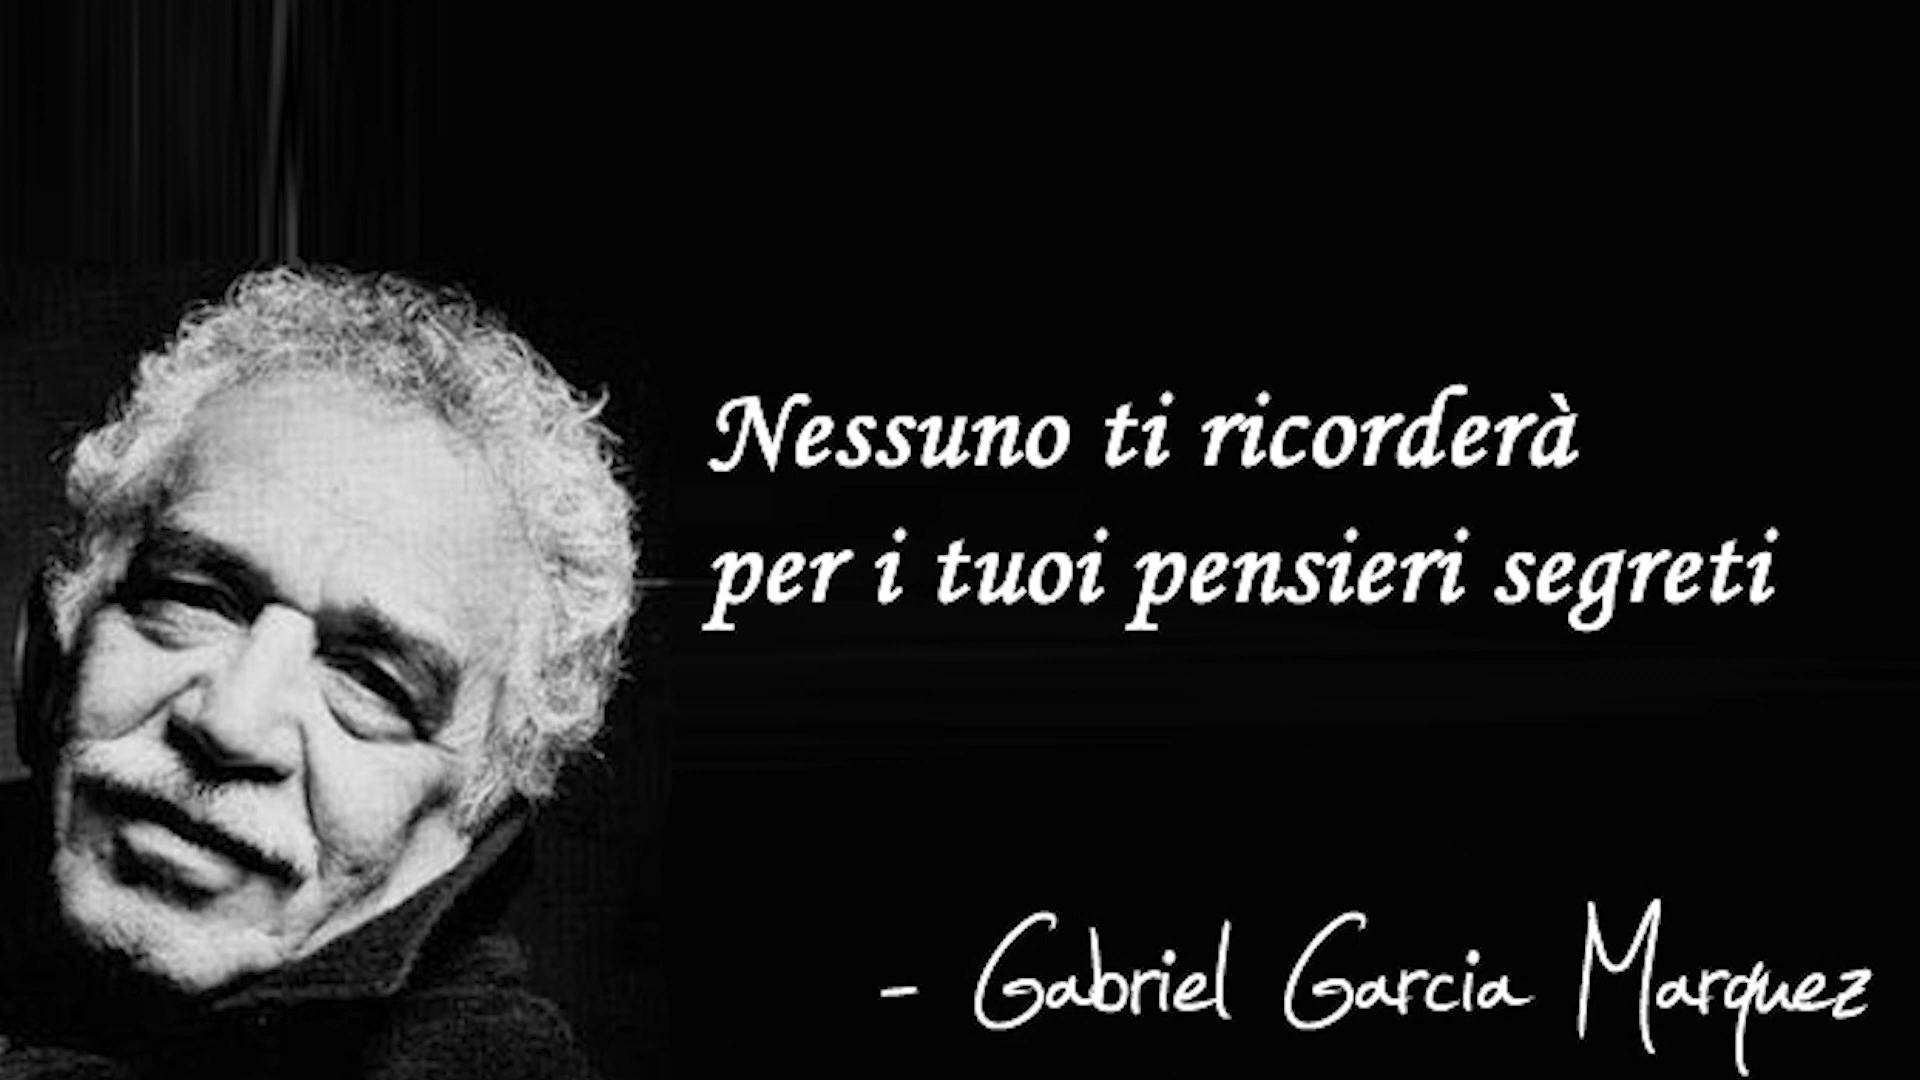 Nessuno ti ricorderà
per i tuoi pensieri segreti
- Gabriel Garcia Marquez